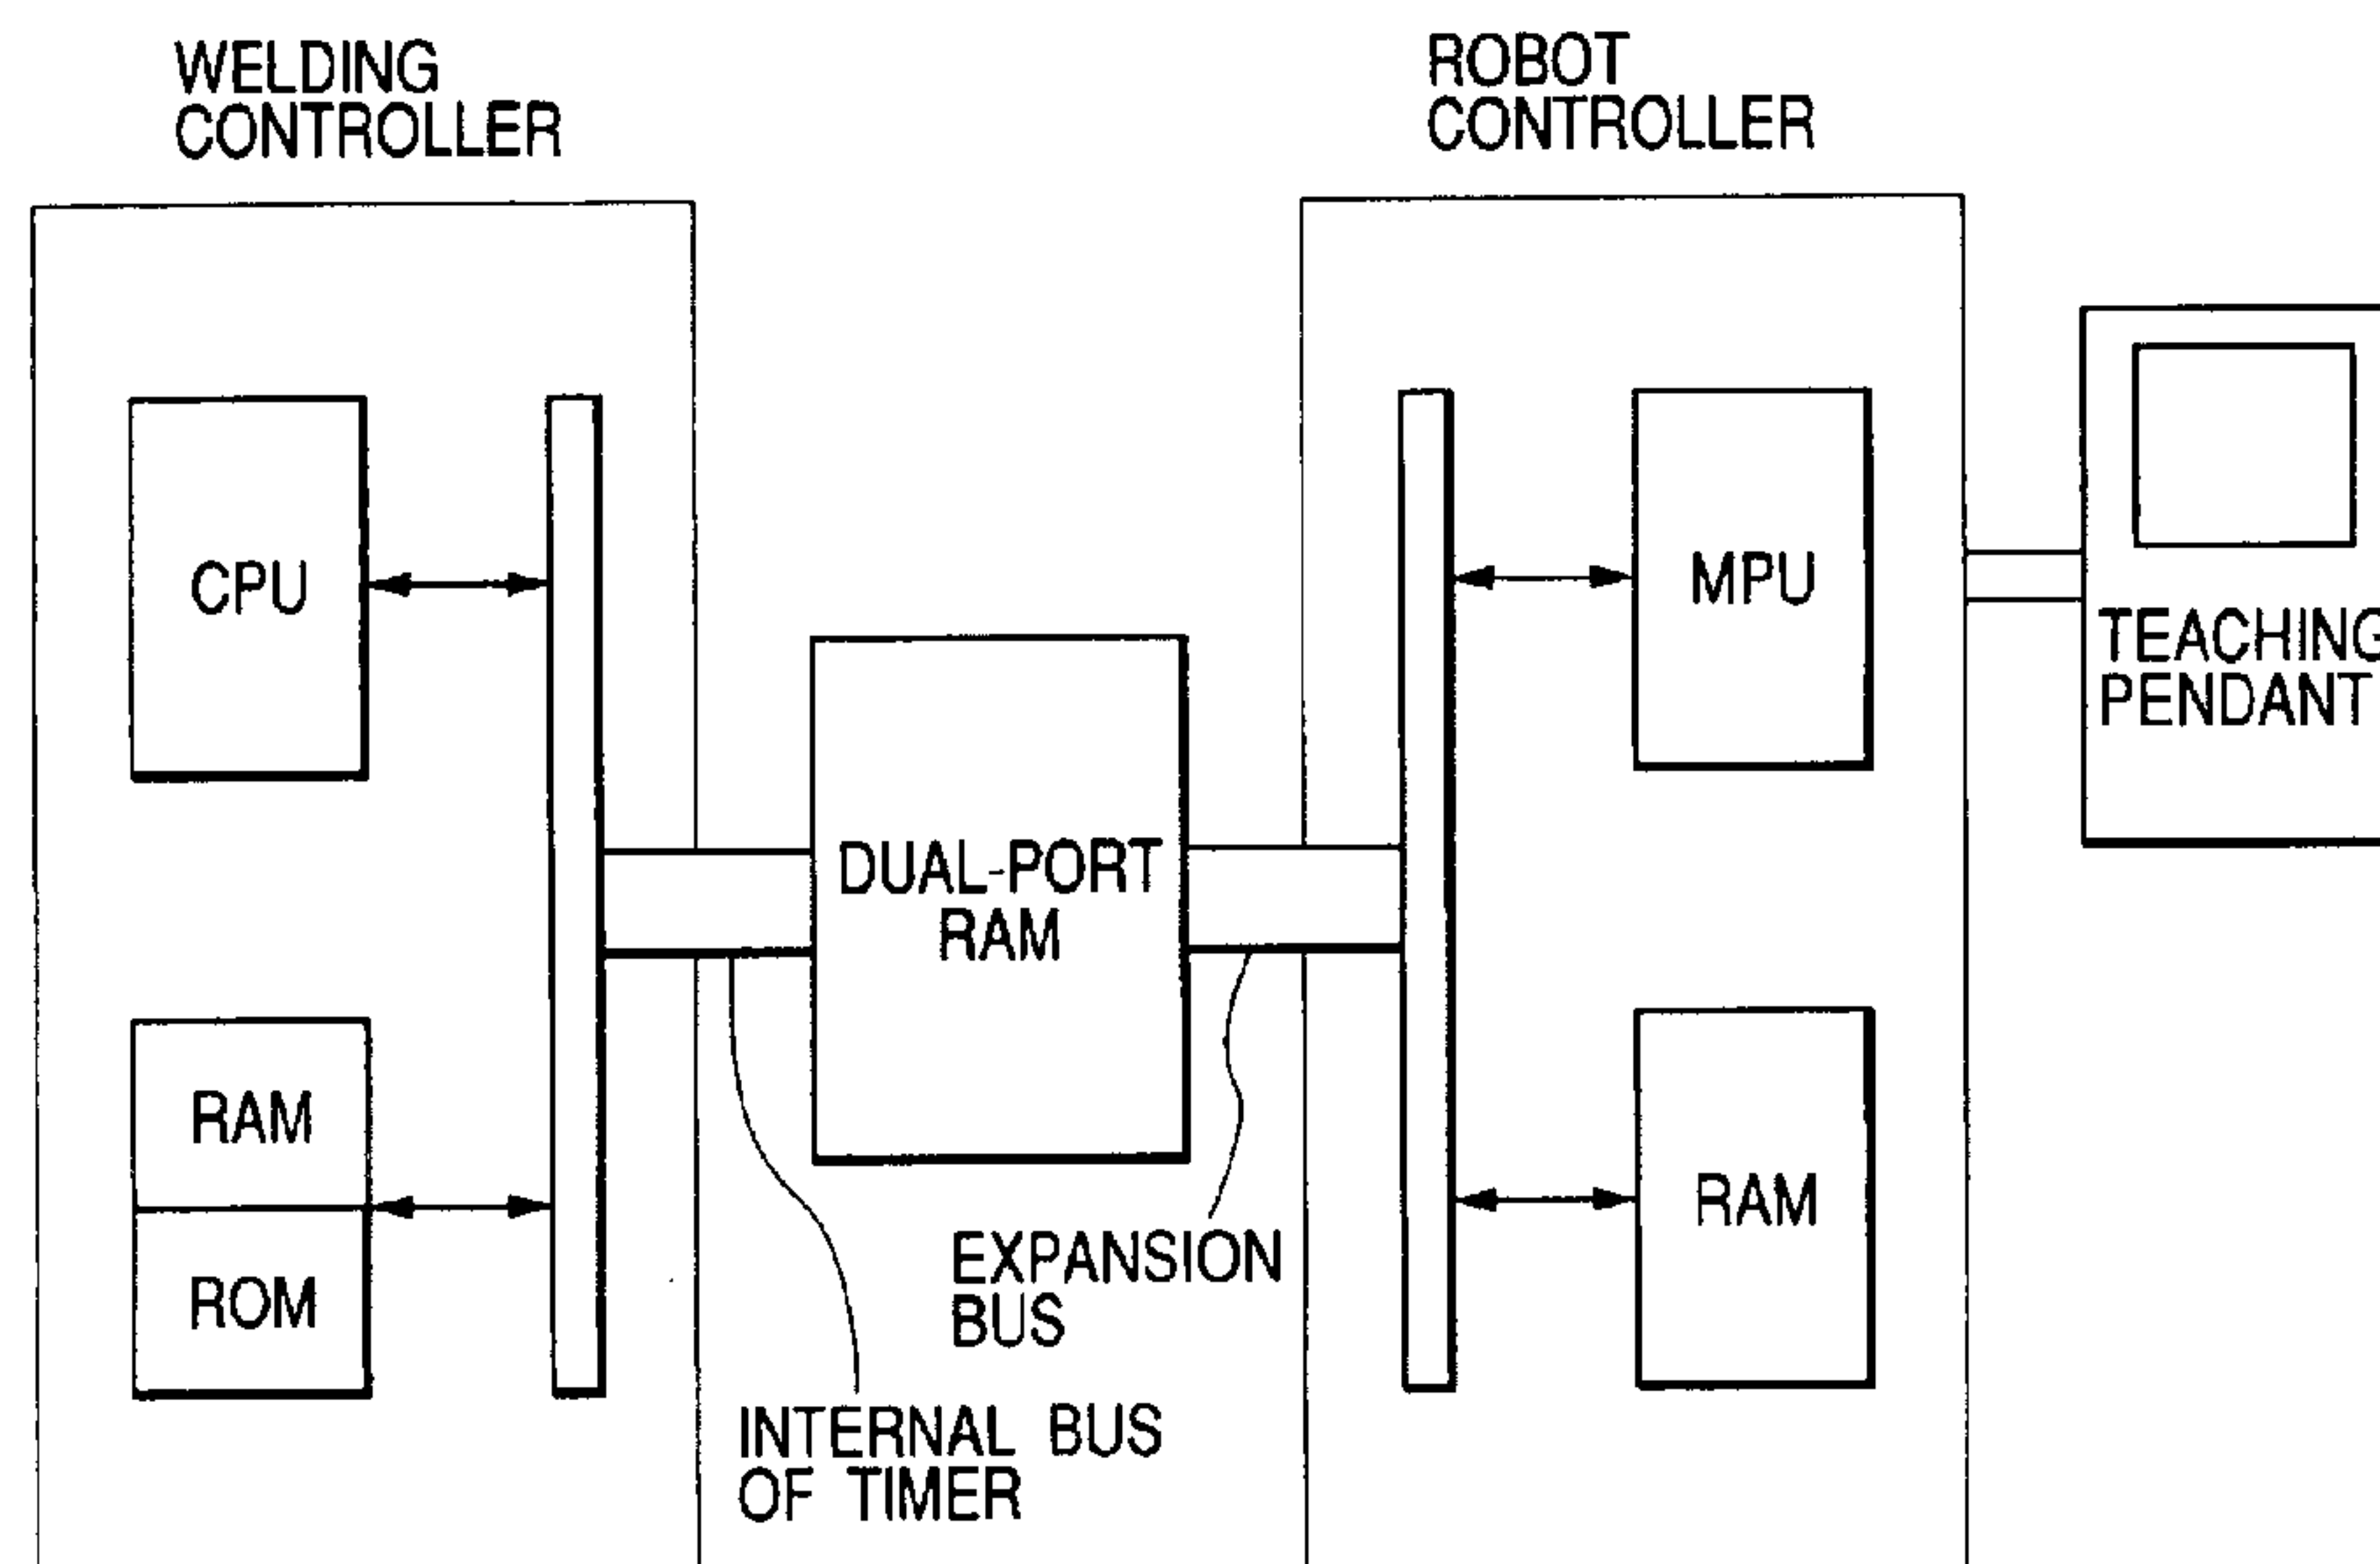 WELDING
CONTROLLER
ROBOT
CONTROLLER
CPU
MPU
TEACHING
PENDANT
DUAL-PORT
RAM
RAM
ROM
RAM
EXPANSION
BUS
INTERNAL BUS
OF TIMER